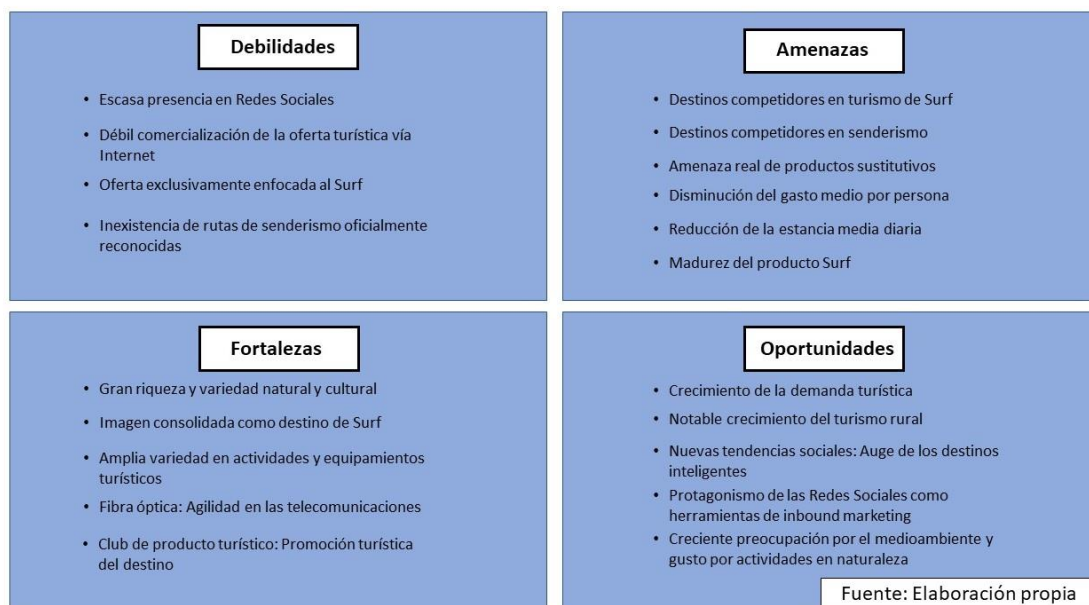 Debilidades
• Escasa presencia en Redes Sociales
• Débil comercialización de la oferta turística vía
Internet
• Oferta exclusivamente enfocada al Surf
• Inexistencia de rutas de senderismo oficialmente
reconocidas
Amenazas
• Destinos competidores en turismo de Surf
• Destinos competidores en senderismo
• Amenaza real de productos sustitutivos
• Disminución del gasto medio por persona
• Reducción de la estancia media diaria
• Madurez del producto Surf
Fortalezas
• Gran riqueza y variedad natural y cultural
• Imagen consolidada como destino de Surf
• Amplia variedad en actividades y equipamientos
turísticos
• Fibra óptica: Agilidad en las telecomunicaciones
• Club de producto turístico: Promoción turística
del destino
Oportunidades
• Crecimiento de la demanda turística
• Notable crecimiento del turismo rural
• Nuevas tendencias sociales: Auge de los destinos
inteligentes
• Protagonismo de las Redes Sociales como
herramientas de inbound marketing
• Creciente preocupación por el medioambiente y
gusto por actividades en naturaleza
Fuente: Elaboración propia